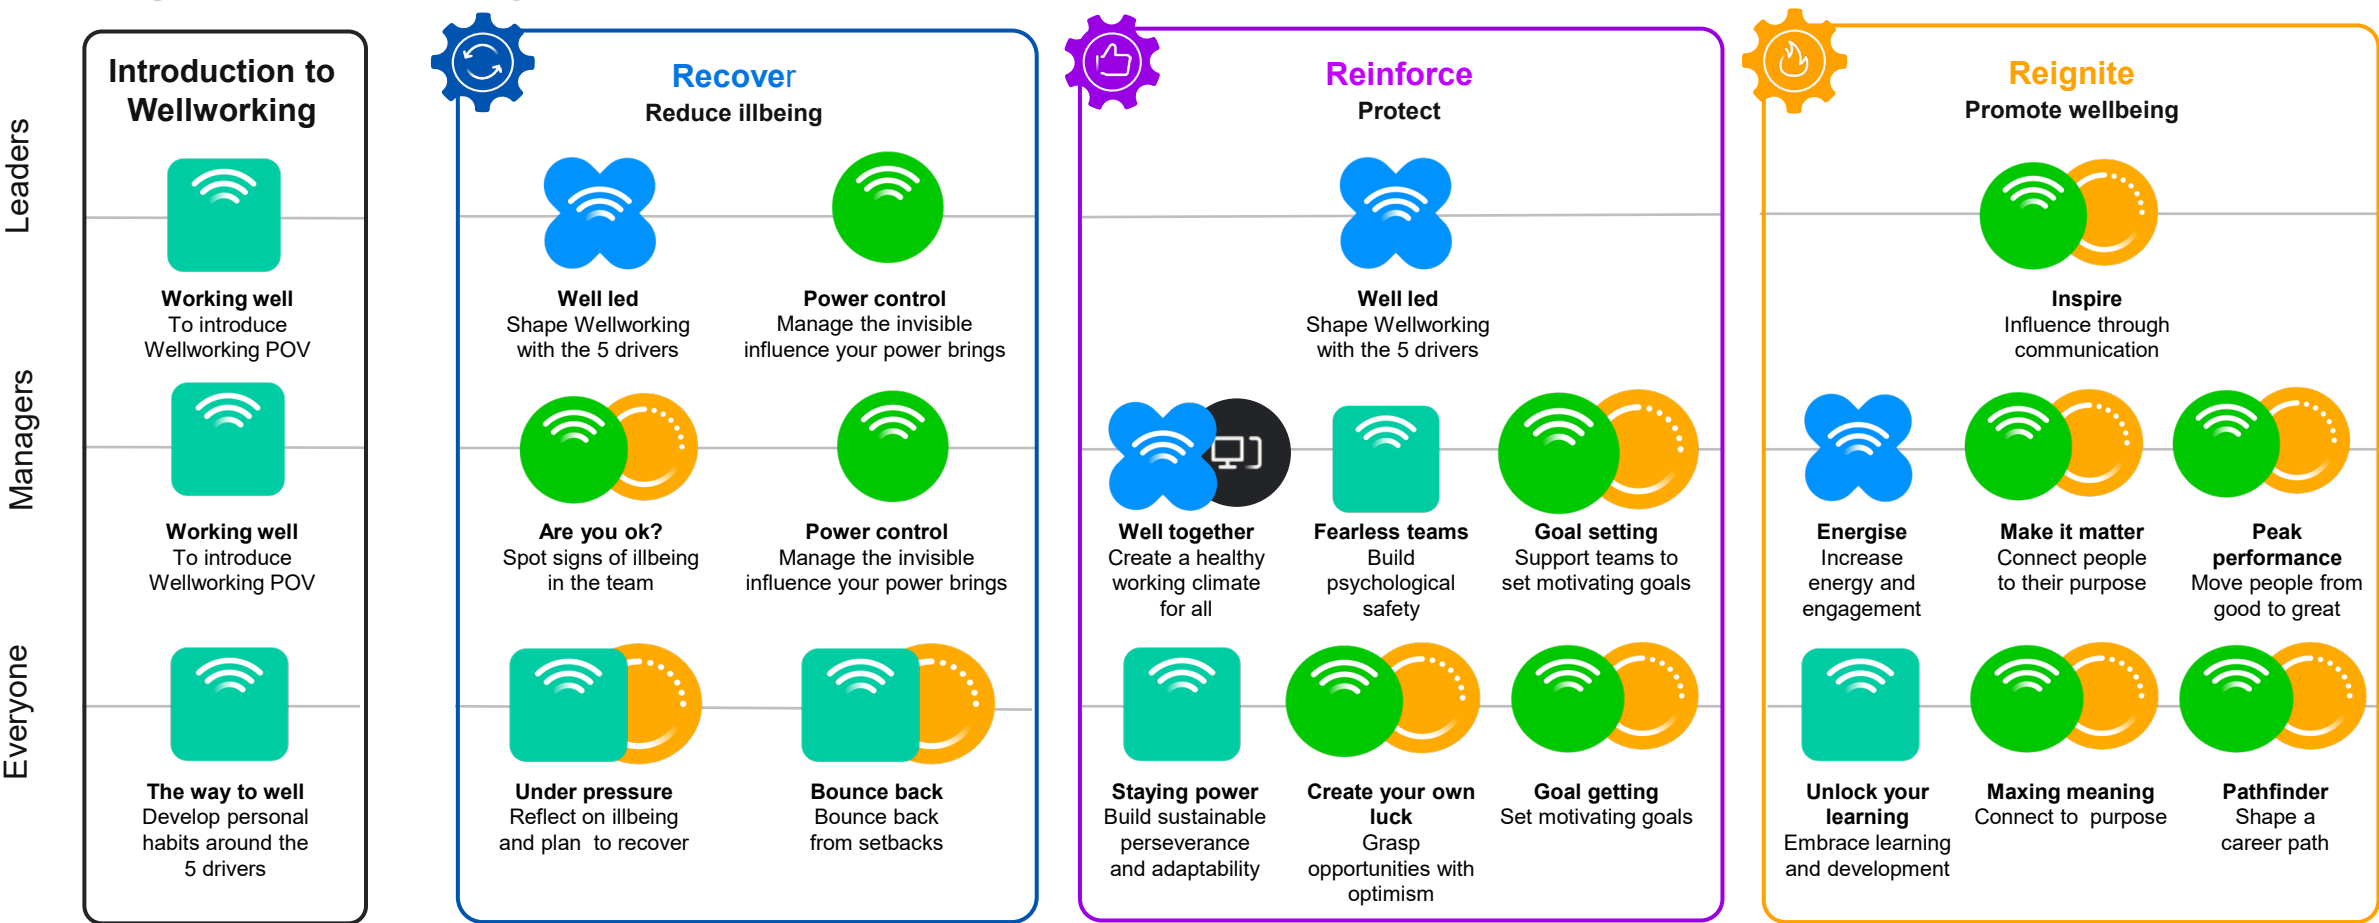 Introduction to
Wellworking
Recover
Reduce illbeing
Reinforce
Protect
Reignite
Promote wellbeing
Leaders
Working well
To introduce
Wellworking POV
Well led
Shape Wellworking
with the 5 drivers
Power control
Manage the invisible
influence your power brings
Well led
Shape Wellworking
with the 5 drivers
Inspire
Influence through
communication
Managers
Working well
To introduce
Wellworking POV
Are you ok?
Spot signs of illbeing
in the team
Power control
Manage the invisible
influence your power brings
Well together
Create a healthy
working climate
for all
Fearless teams
Build
psychological
safety
Goal setting
Support teams to
set motivating goals
Energise
Increase
energy and
engagement
Make it matter
Connect people
to their purpose
Peak
performance
Move people from
good to great
Everyone
The way to well
Develop personal
habits around the
5 drivers
Under pressure
Reflect on illbeing
and plan to recover
Bounce back
Bounce back
from setbacks
Staying power
Build sustainable
perseverance
and adaptability
Create your own
luck
Grasp
opportunities with
optimism
Goal getting
Set motivating goals
Unlock your
learning
Embrace learning
and development
Maxing meaning
Connect to purpose
Pathfinder
Shape a
career path